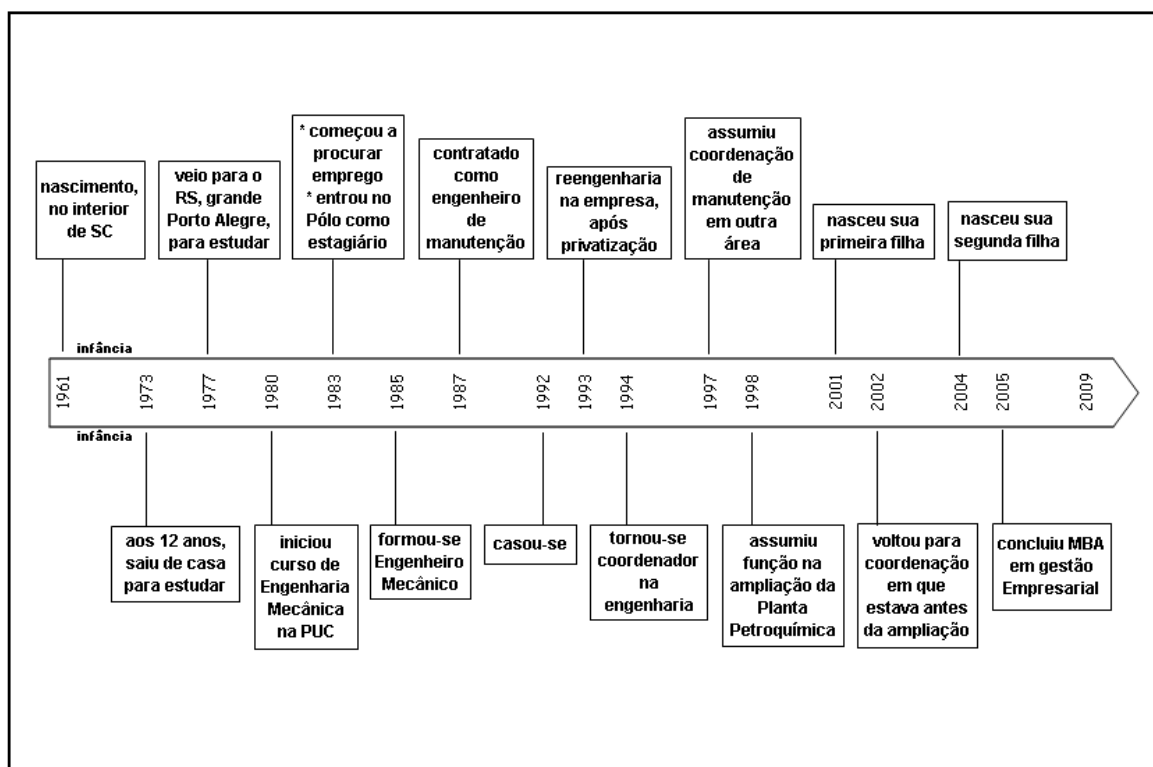 nascimento,
no interior
de SC
veio para o
RS, grande
Porto Alegre,
para estudar
* começou a
procurar
emprego
* entrou no
Pólo como
estagiário
contratado
como
engenheiro
de
manutenção
reengenharia
na empresa,
após
privatização
assumiu
coordenação
de
manutenção
em outra
área
nasceu sua
primeira filha
nasceu sua
segunda filha
infância
1961
1973
1977
1980
1983
1985
1987
1992
1993
1994
1997
1998
2001
2002
2004
2005
2009
infância
aos 12 anos,
saiu de casa
para estudar
iniciou
curso de
Engenharia
Mecânica
na PUC
formou-se
Engenheiro
Mecânico
casou-se
tornou-se
coordenador
na
engenharia
assumiu
função na
ampliação da
Planta
Petroquímica
voltou para
coordenação
em que
estava antes
da ampliação
concluiu MBA
em gestão
Empresarial